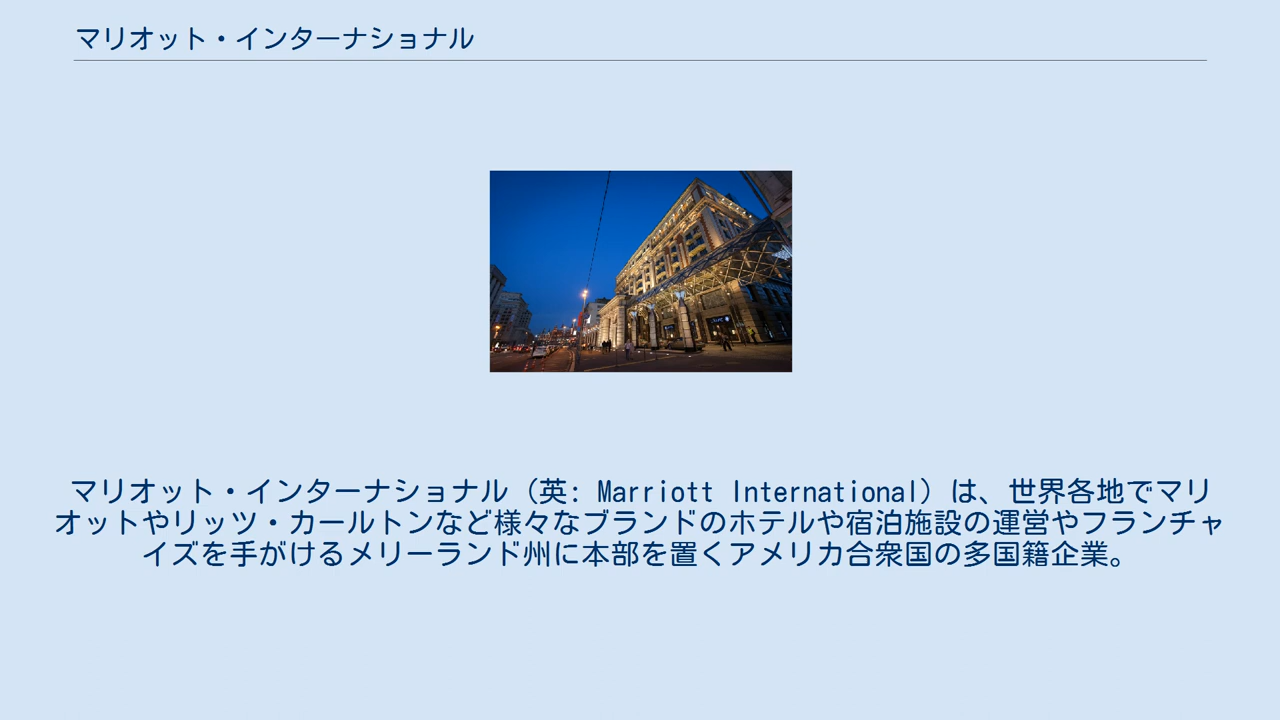 マリオット・インターナショナル
マリオット・インターナショナル（英: Marriott International）は、世界各地でマリ
オットやリッツ・カールトンなど様々なブランドのホテルや宿泊施設の運営やフランチャ
イズを手がけるメリーランド州に本部を置くアメリカ合衆国の多国籍企業。